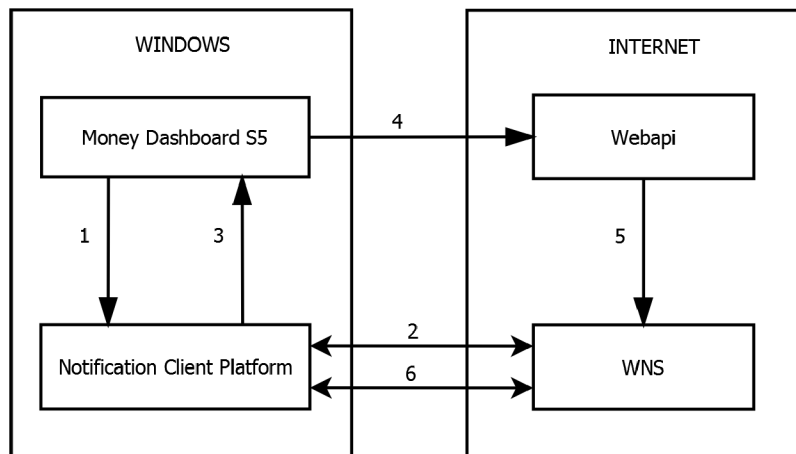 WINDOWS
INTERNET
Money Dashboard S5
4
Webapi
1
3
5
2
Notification Client Platform
WNS
6